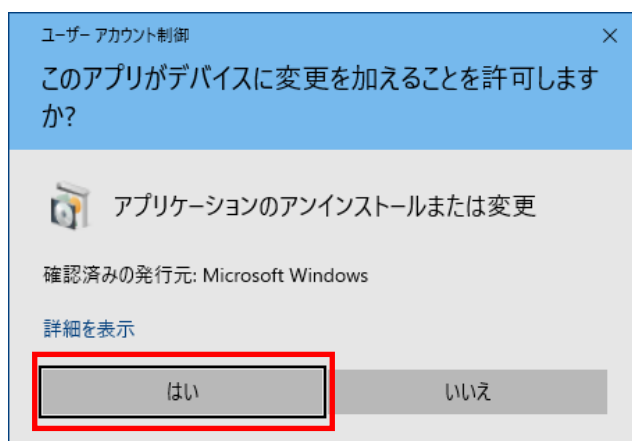 ユーザー アカウント制御
このアプリがデバイスに変更を加えることを許可します
か?
アプリケーションのアンインストールまたは変更
確認済みの発行元: Microsoft Windows
詳細を表示
はい
いいえ